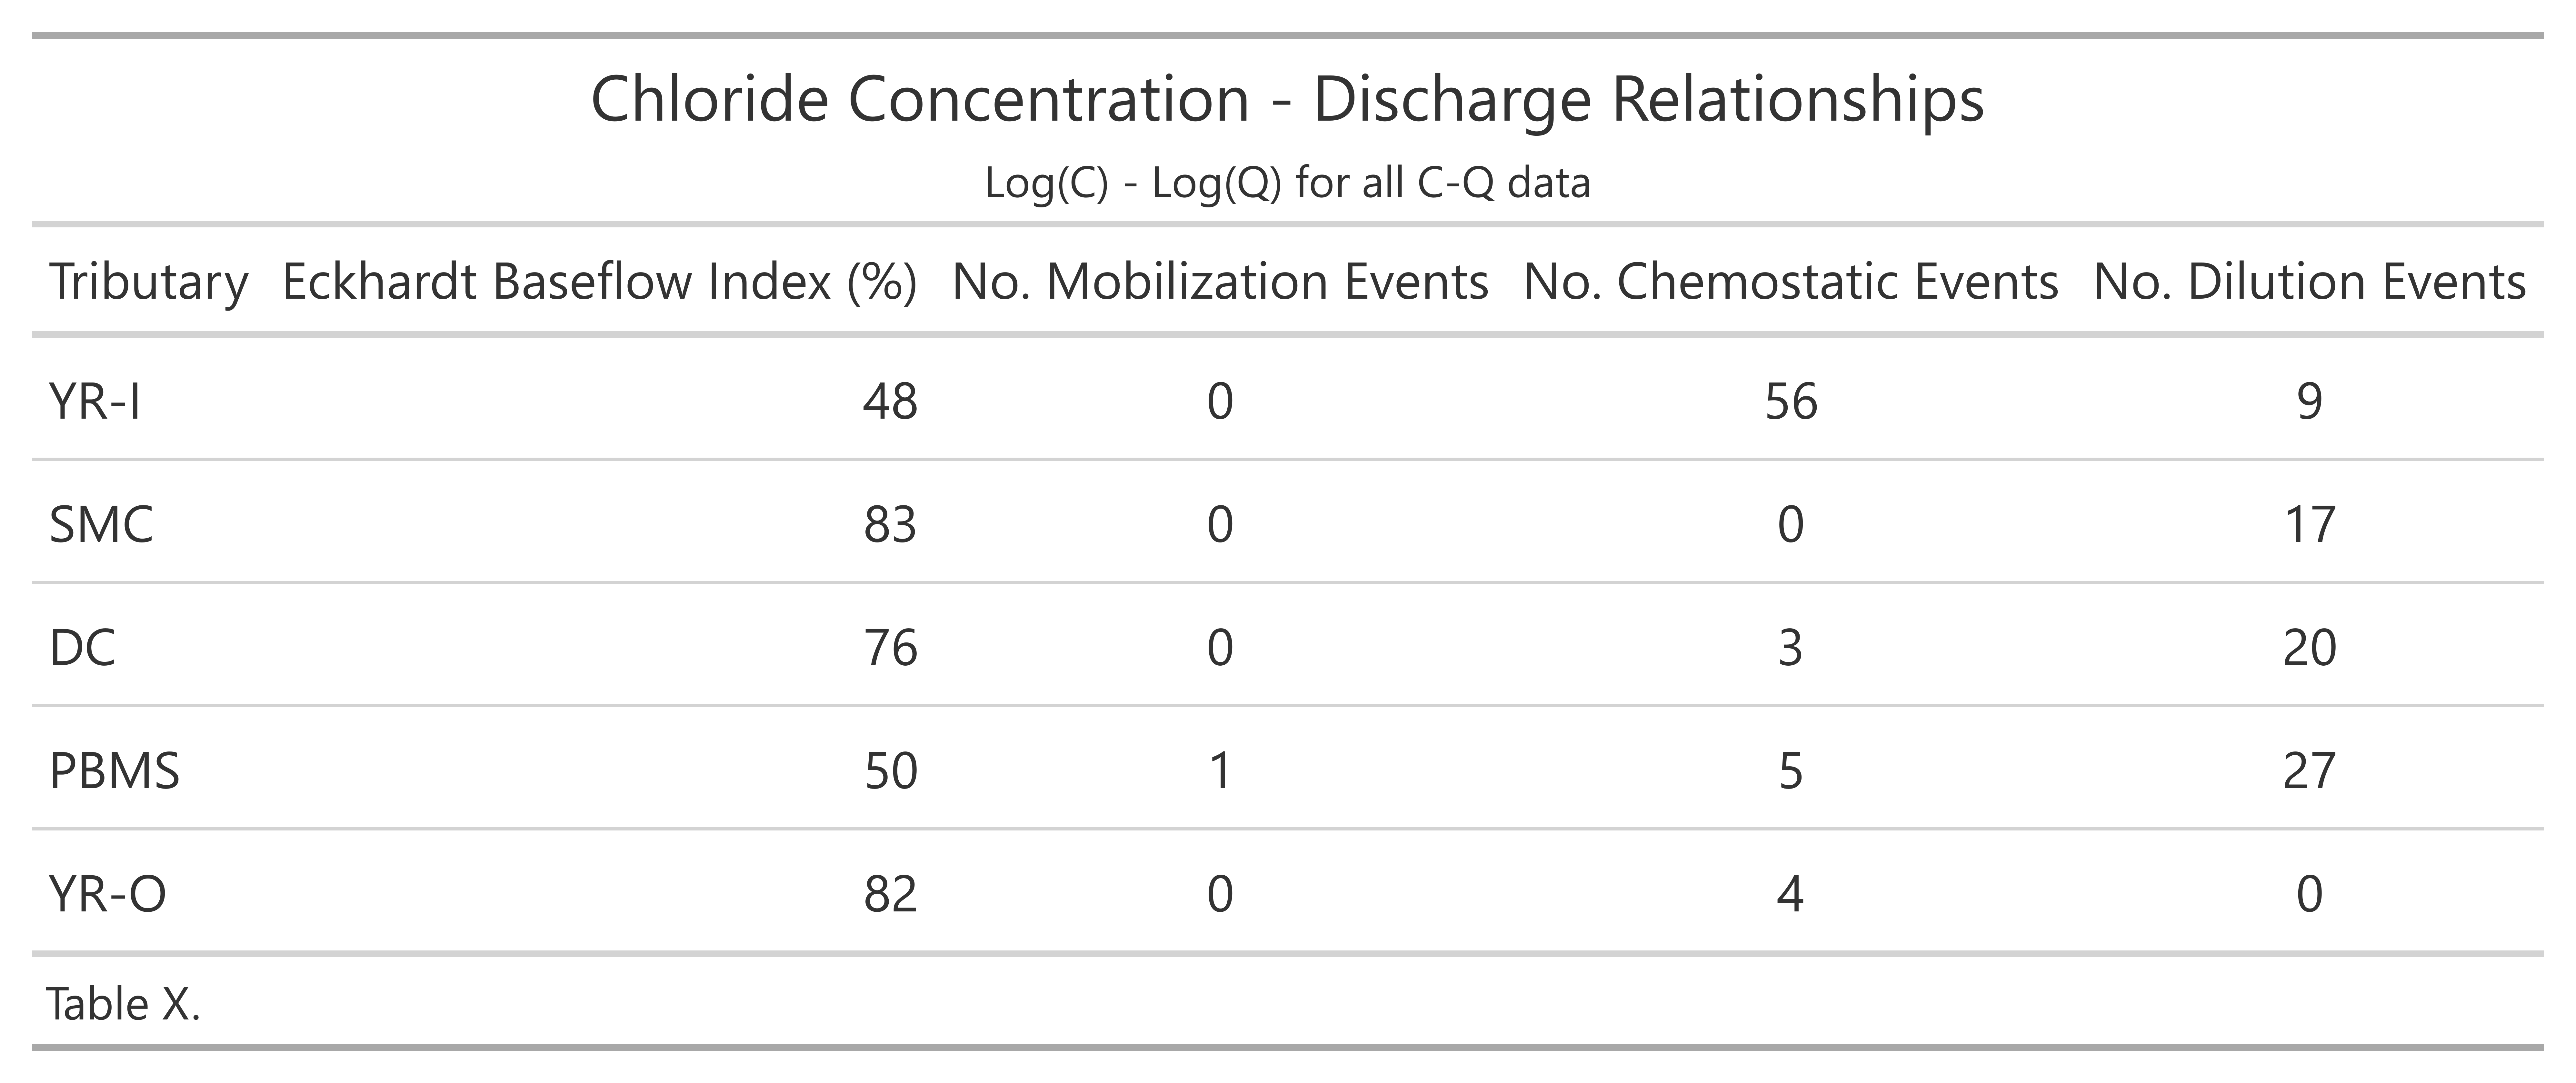 Chloride Concentration - Discharge Relationships
Log(C) - Log(Q) for all C-Q data
Tributary Eckhardt Baseflow Index (%) No. Mobilization Events No. Chemostatic Events No. Dilution Events
YR-I 48 0 56 9
SMC 83 0 0 17
DC 76 0 3 20
PBMS 50 1 5 27
YR-O 82 0 4 0
Table X.